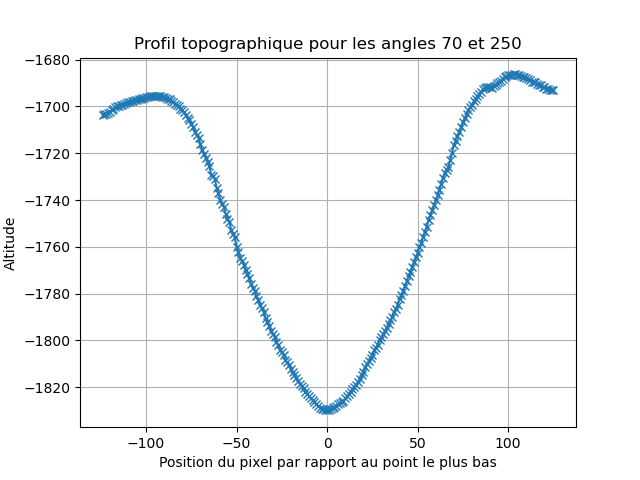 Profil topographique pour les angles 70 et 250
−1680
−1700
−1720
−1740
−1760
−1780
−1800
−1820
Altitude
−100 −50 0 50 100
Position du pixel par rapport au point le plus bas